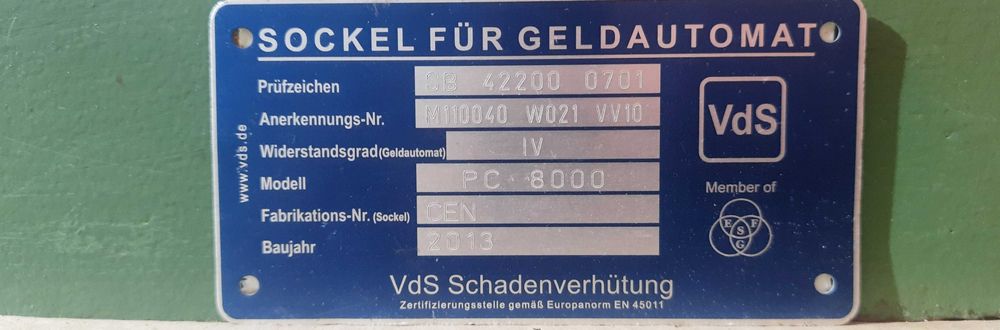 SOCKEL FÜR GELDAUTOMAT
Prüfzeichen SB 42200 0701
Anerkennungs-Nr. M110040 W021 VV10
Widerstandsgrad (Geldautomat) IV
Modell PC 8000
Fabrikations-Nr. (Sockel) CEN
Baujahr 2013
www.vds.de
VdS
Member of
E S F G
VdS Schadenverhütung
Zertifizierungsstelle gemäß Europanorm EN 45011